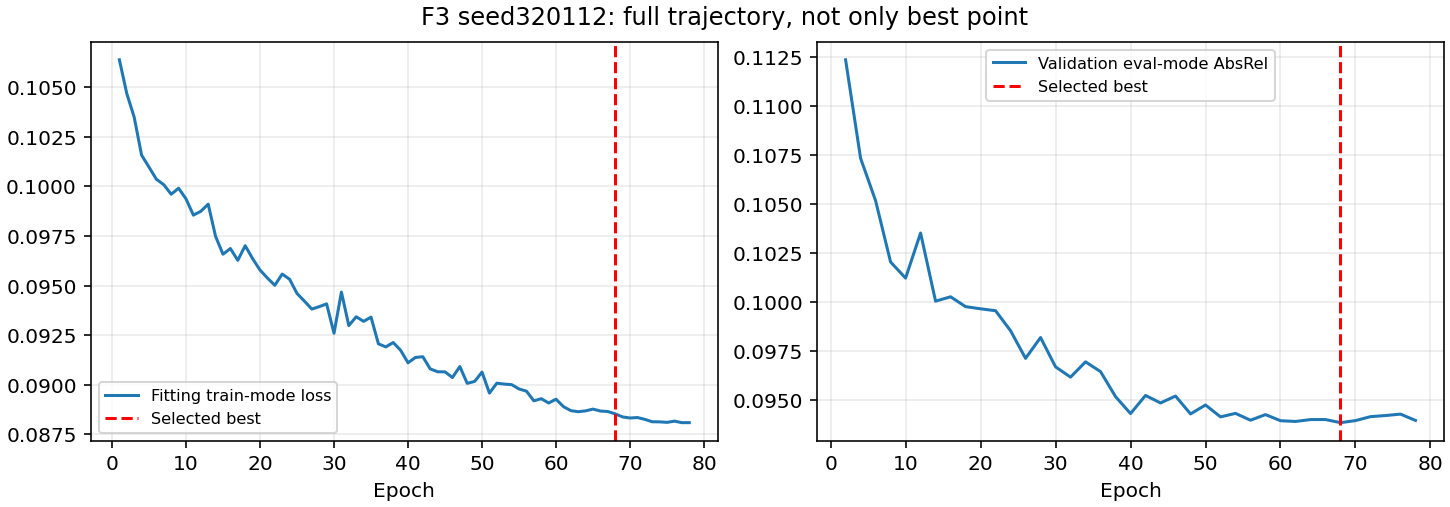 F3 seed320112: full trajectory, not only best point
0.1050
0.1025
0.1000
0.0975
0.0950
0.0925
0.0900
0.0875
Fitting train-mode loss
Selected best
0 10 20 30 40 50 60 70 80
Epoch
0.1125
0.1100
0.1075
0.1050
0.1025
0.1000
0.0975
0.0950
Validation eval-mode AbsRel
Selected best
0 10 20 30 40 50 60 70 80
Epoch